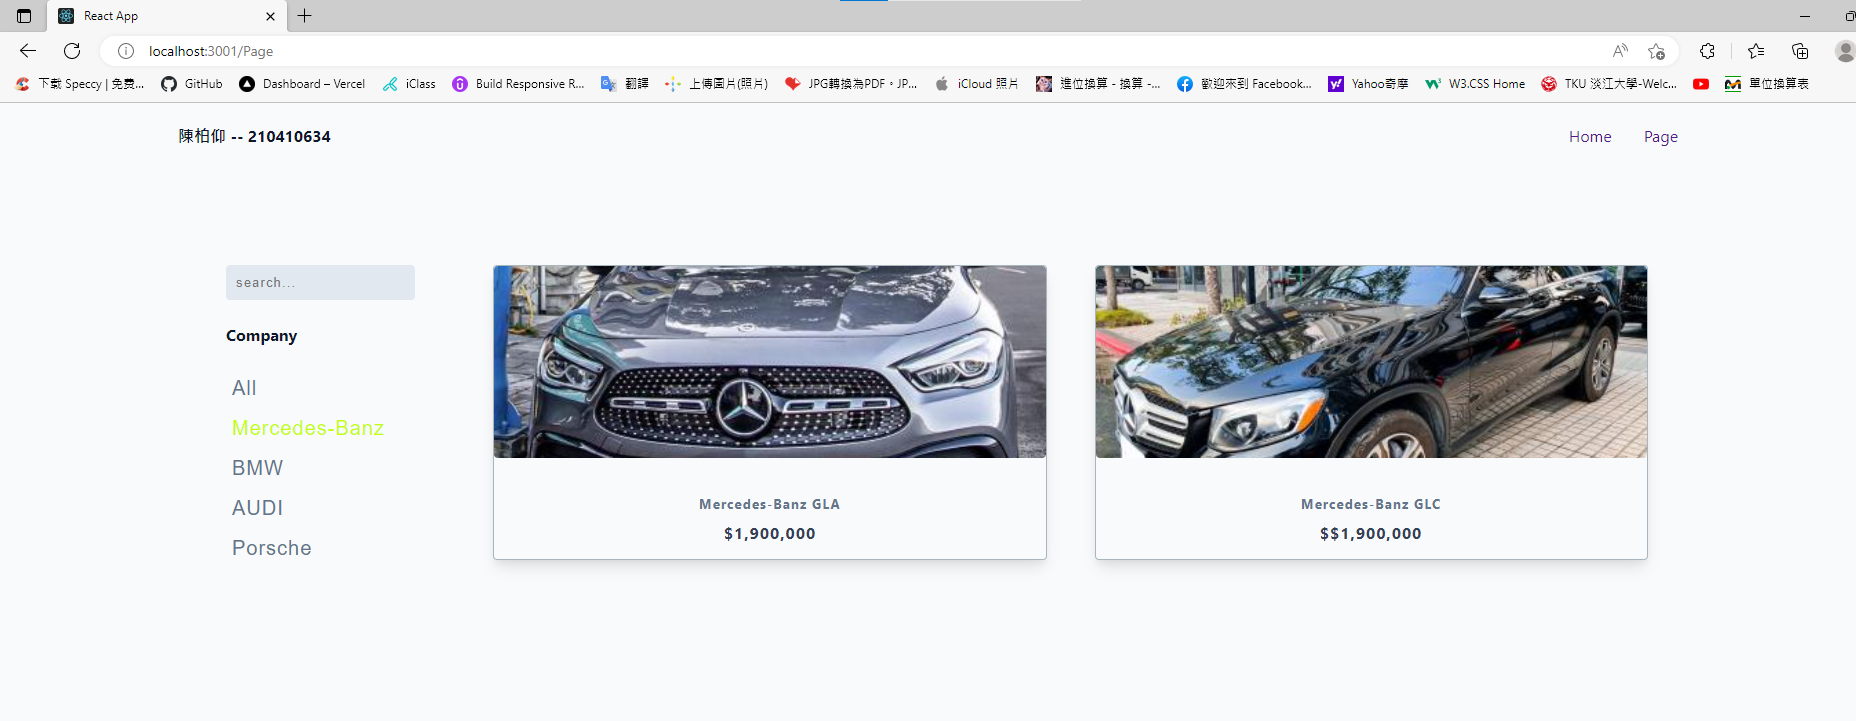 React App
localhost:3001/Page
下載 Speccy | 免費...
GitHub
Dashboard – Vercel
iClass
Build Responsive R...
翻譯
上傳圖片(照片)
JPG轉換為PDF。JP...
iCloud 照片
進位換算 - 換算 -...
歡迎來到 Facebook...
Yahoo奇摩
W3.CSS Home
TKU 淡江大學-Welc...
單位換算表
陳柏仰 -- 210410634
Home
Page
search...
Company
All
Mercedes-Banz
BMW
AUDI
Porsche
Mercedes-Banz GLA
$1,900,000
Mercedes-Banz GLC
$$1,900,000